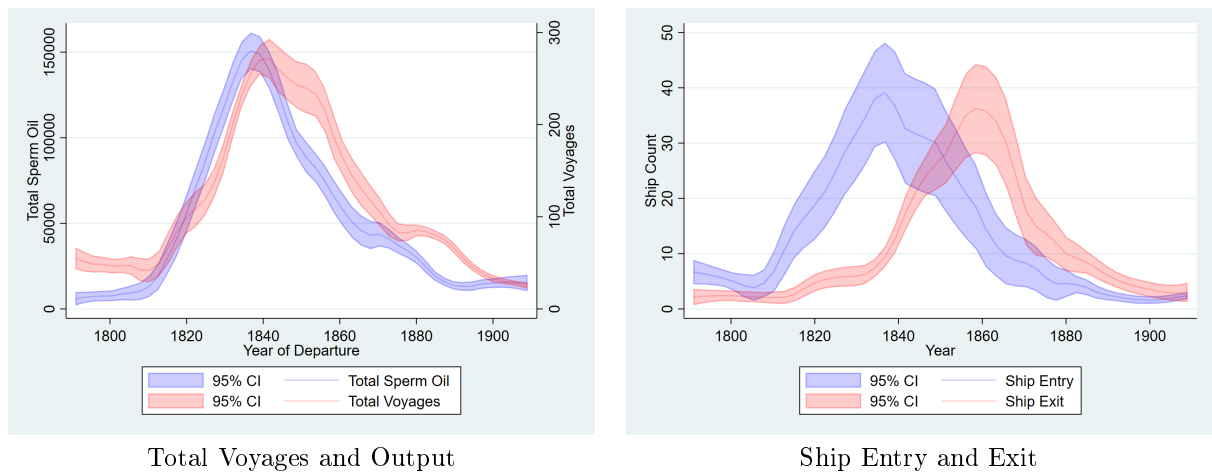 Total Sperm Oil
0
50000
100000
150000
Total Voyages
0
100
200
300
1800 1820 1840 1860 1880 1900
Year of Departure
95% CI Total Sperm Oil
95% CI Total Voyages
Total Voyages and Output
Ship Count
0
10
20
30
40
50
1800 1820 1840 1860 1880 1900
Year
95% CI Ship Entry
95% CI Ship Exit
Ship Entry and Exit